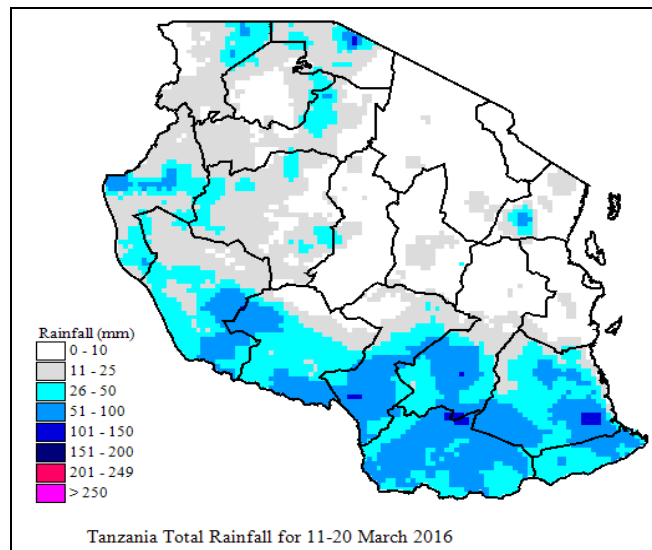 Rainfall (mm)
0 - 10
11 - 25
26 - 50
51 - 100
101 - 150
151 - 200
201 - 249
> 250
Tanzania Total Rainfall for 11-20 March 2016